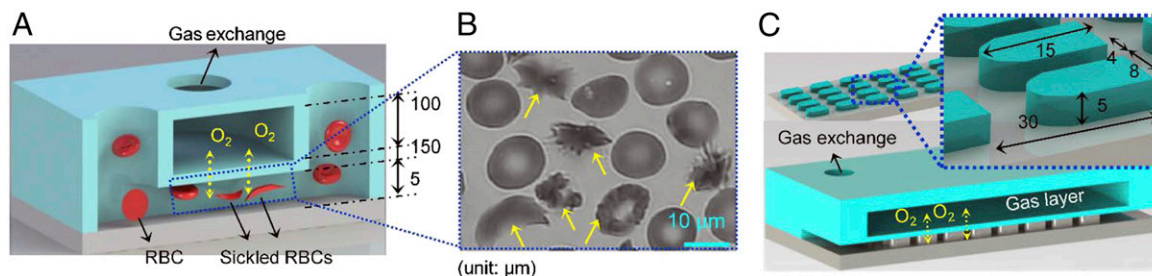 A
Gas exchange
O2 O2
100
150
5
RBC
Sickled RBCs
B
10 μm
(unit: μm)
C
15
4
8
5
30
Gas exchange
O2 O2
Gas layer